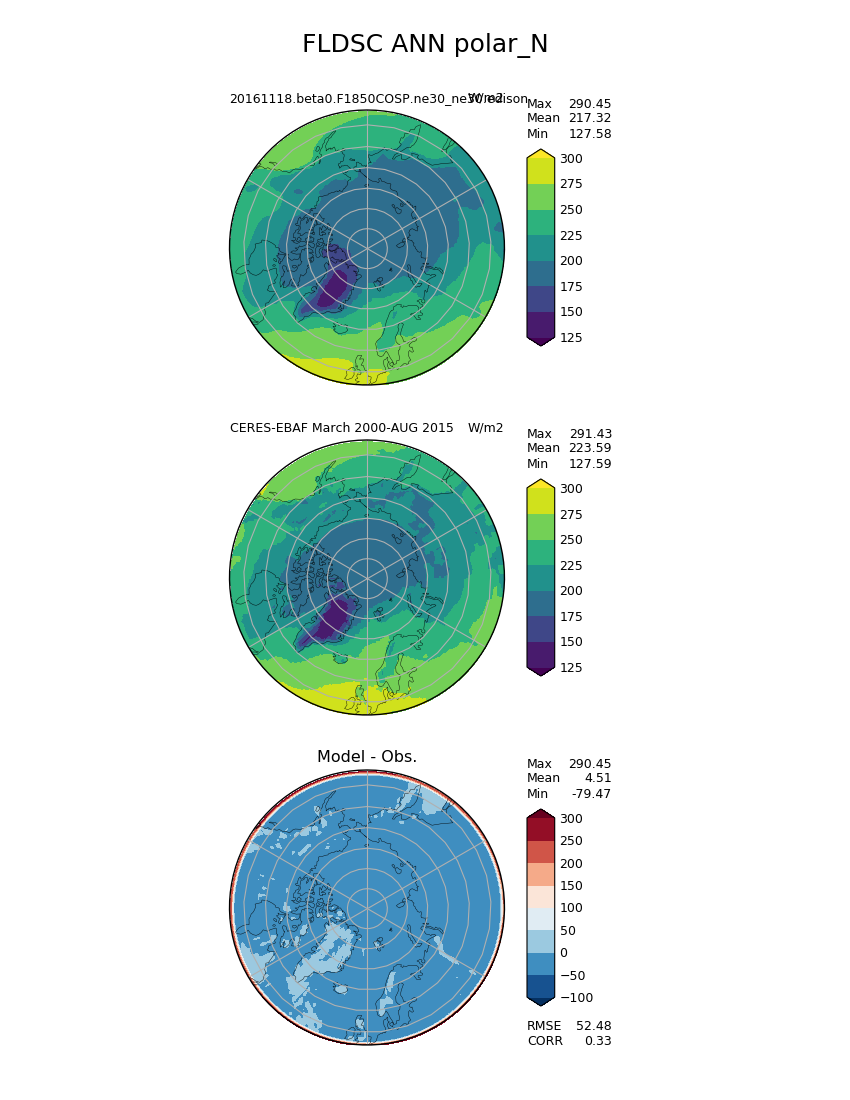 FLDSC ANN polar_N
20161118.beta0.F1850COSP.ne30_ne30.edison W/m2
Max 290.45
Mean 217.32
Min 127.58
300
275
250
225
200
175
150
125
CERES-EBAF March 2000-AUG 2015 W/m2
Max 291.43
Mean 223.59
Min 127.59
300
275
250
225
200
175
150
125
Model - Obs.
Max 290.45
Mean 4.51
Min -79.47
300
250
200
150
100
50
0
−50
−100
RMSE 52.48
CORR 0.33